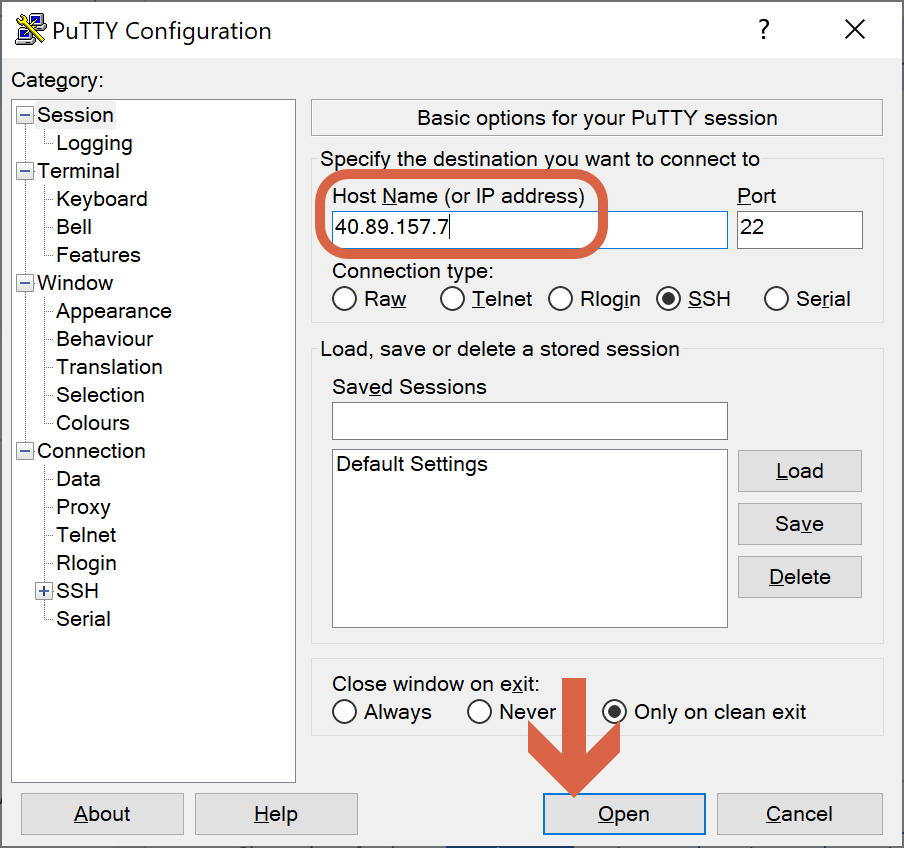 PuTTY Configuration
?
Category:
Session
Logging
Terminal
Keyboard
Bell
Features
Window
Appearance
Behaviour
Translation
Selection
Colours
Connection
Data
Proxy
Telnet
Rlogin
SSH
Serial
Basic options for your PuTTY session
Specify the destination you want to connect to
Host Name (or IP address) Port
40.89.157.7 22
Connection type:
Raw Telnet Rlogin SSH Serial
Load, save or delete a stored session
Saved Sessions
Default Settings
Load
Save
Delete
Close window on exit:
Always Never Only on clean exit
About Help Open Cancel